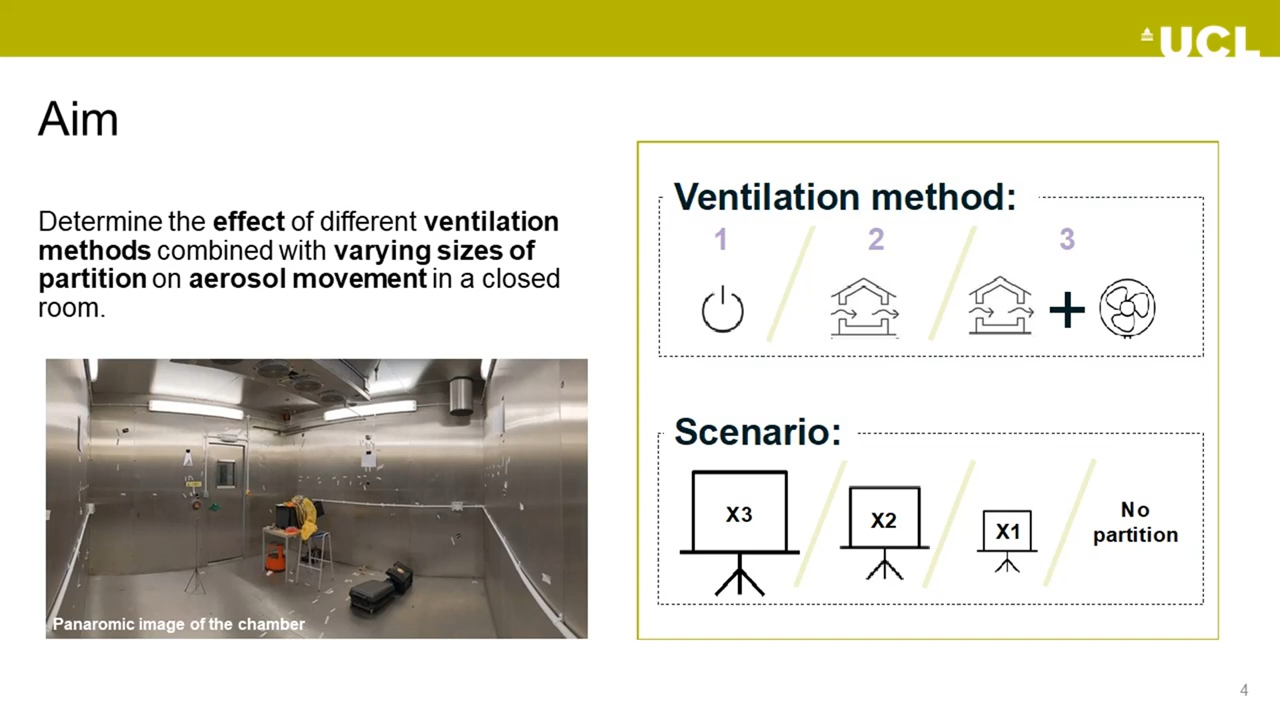 UCL
Aim
Determine the effect of different ventilation
methods combined with varying sizes of
partition on aerosol movement in a closed
room.
Panaromic image of the chamber
Ventilation method:
1
2
3
Scenario:
X3
X2
X1
No
partition
4